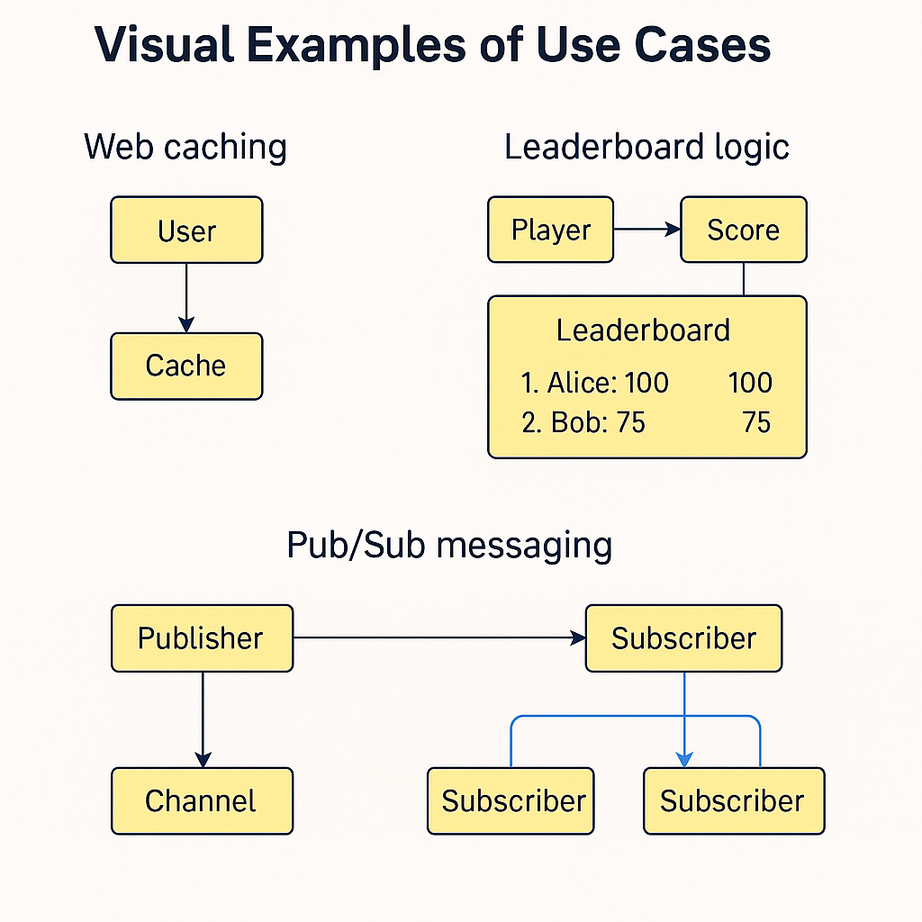 Visual Examples of Use Cases
Web caching
User
Cache
Leaderboard logic
Player
Score
Leaderboard
1. Alice: 100 100
2. Bob: 75 75
Pub/Sub messaging
Publisher
Subscriber
Channel
Subscriber
Subscriber